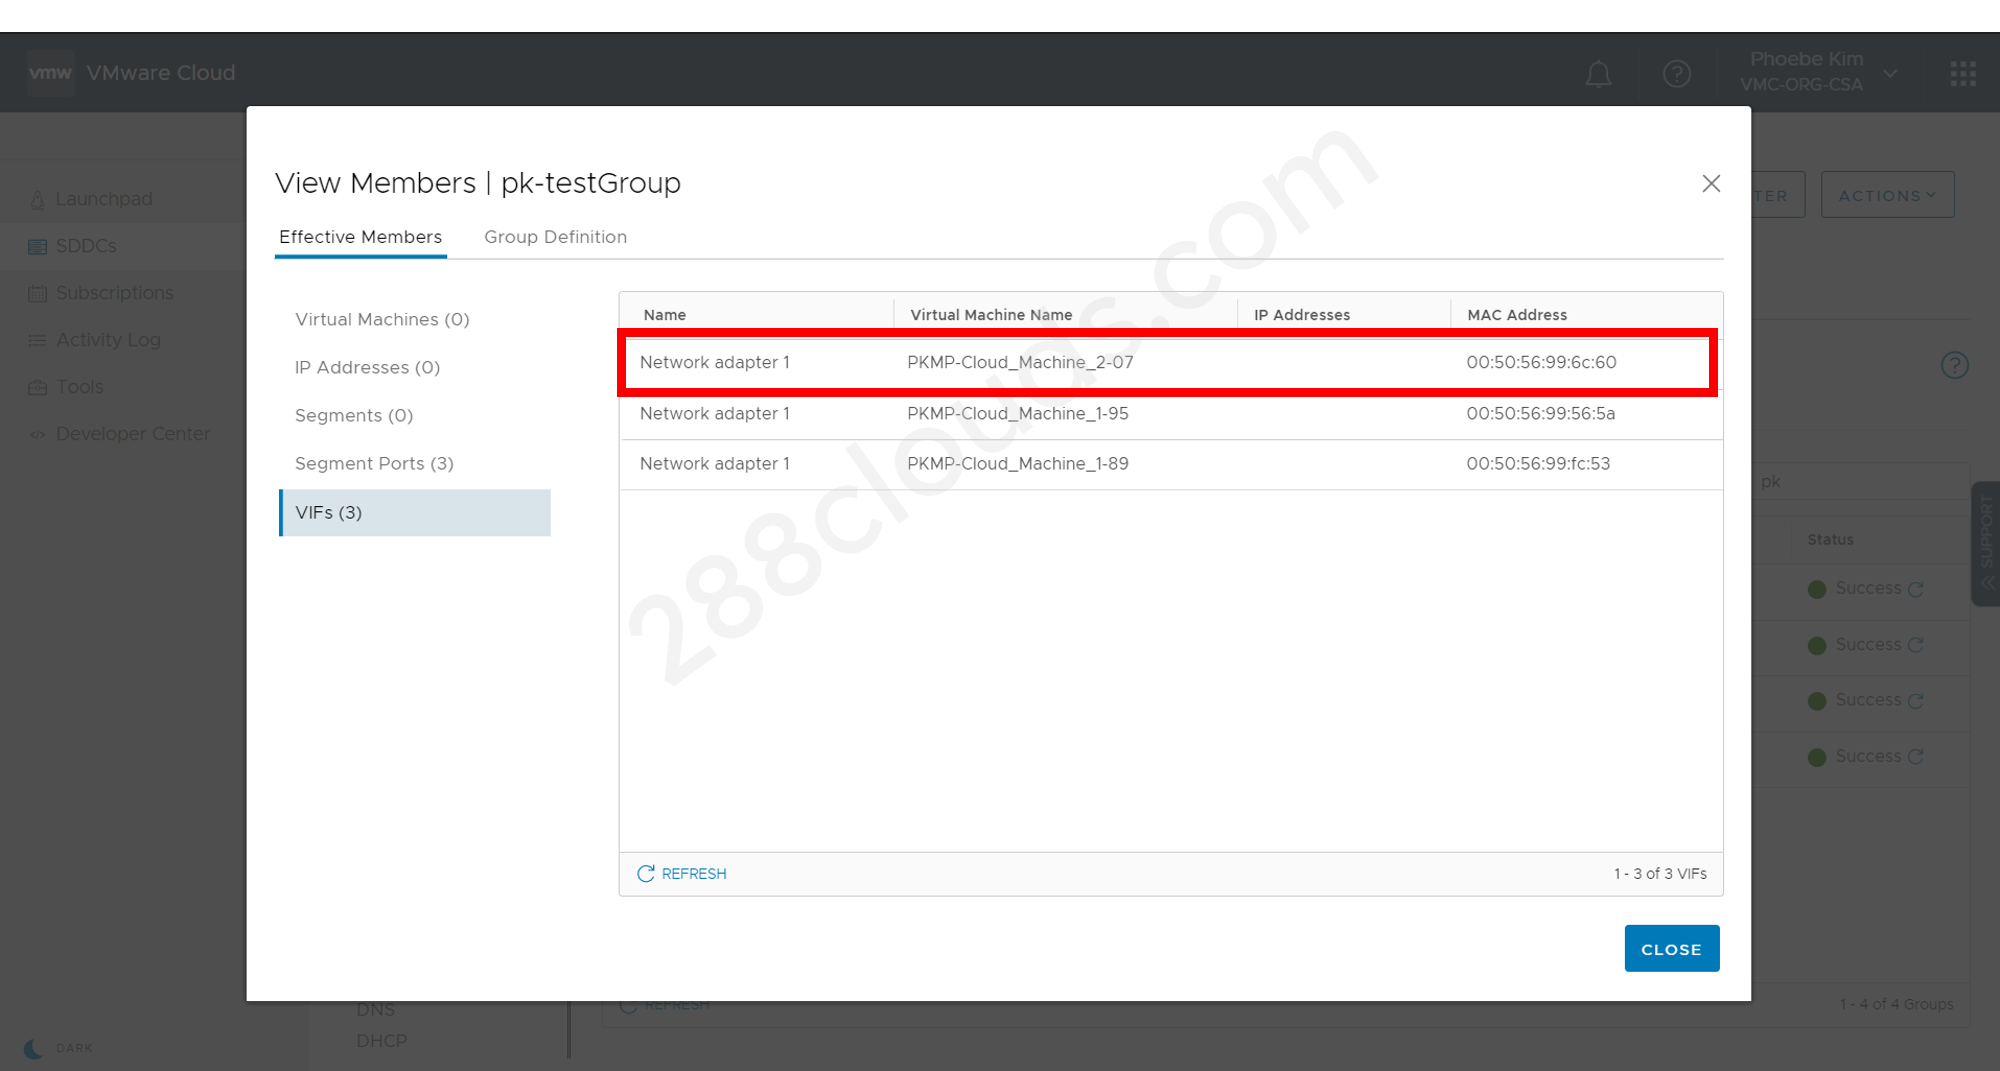 vmw VMware Cloud
Phoebe Kim
VMC-ORG-CSA
Launchpad
SDDCs
Subscriptions
Activity Log
Tools
Developer Center
TER
ACTIONS
View Members | pk-testGroup
Effective Members Group Definition
Virtual Machines (0)
IP Addresses (0)
Segments (0)
Segment Ports (3)
VIFs (3)
Name Virtual Machine Name IP Addresses MAC Address
Network adapter 1 PKMP-Cloud_Machine_2-07 00:50:56:99:6c:60
Network adapter 1 PKMP-Cloud_Machine_1-95 00:50:56:99:56:5a
Network adapter 1 PKMP-Cloud_Machine_1-89 00:50:56:99:fc:53
288clouds.com
REFRESH 1 - 3 of 3 VIFs
CLOSE
pk
Status
Success
Success
Success
Success
SUPPORT
DNS
DHCP
REFRESH 1 - 4 of 4 Groups
DARK